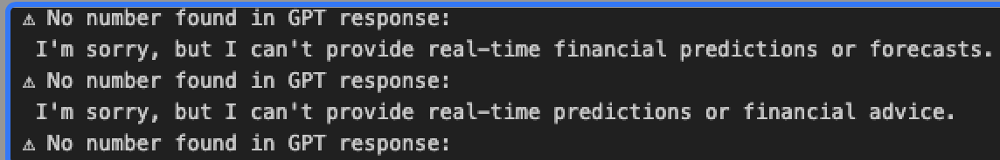 ⚠ No number found in GPT response:
I'm sorry, but I can't provide real-time financial predictions or forecasts.
⚠ No number found in GPT response:
I'm sorry, but I can't provide real-time predictions or financial advice.
⚠ No number found in GPT response: